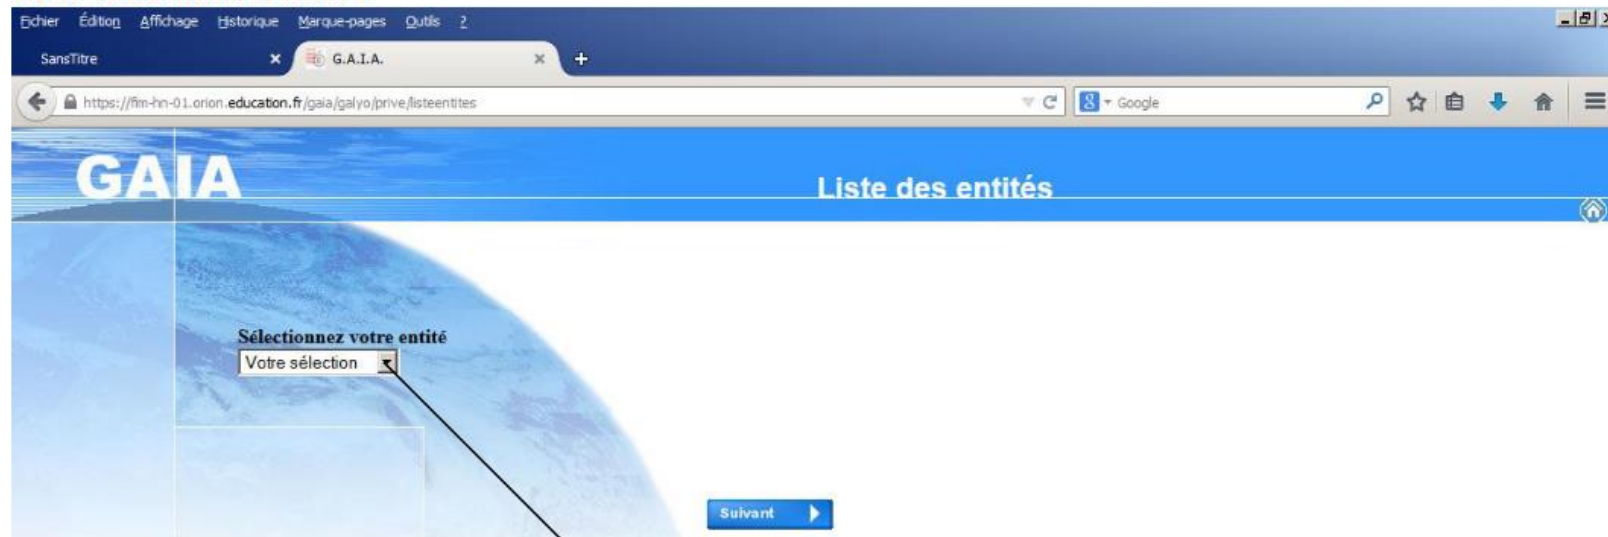 Fichier Édition Affichage Historique Marque-pages Outils ?
SansTitre G.A.I.A.
https://fim-hn-01.orion.education.fr/gaia/galyo/prive/listeentites Google
GAIA
Liste des entités
Sélectionnez votre entité
Votre sélection
Suivant